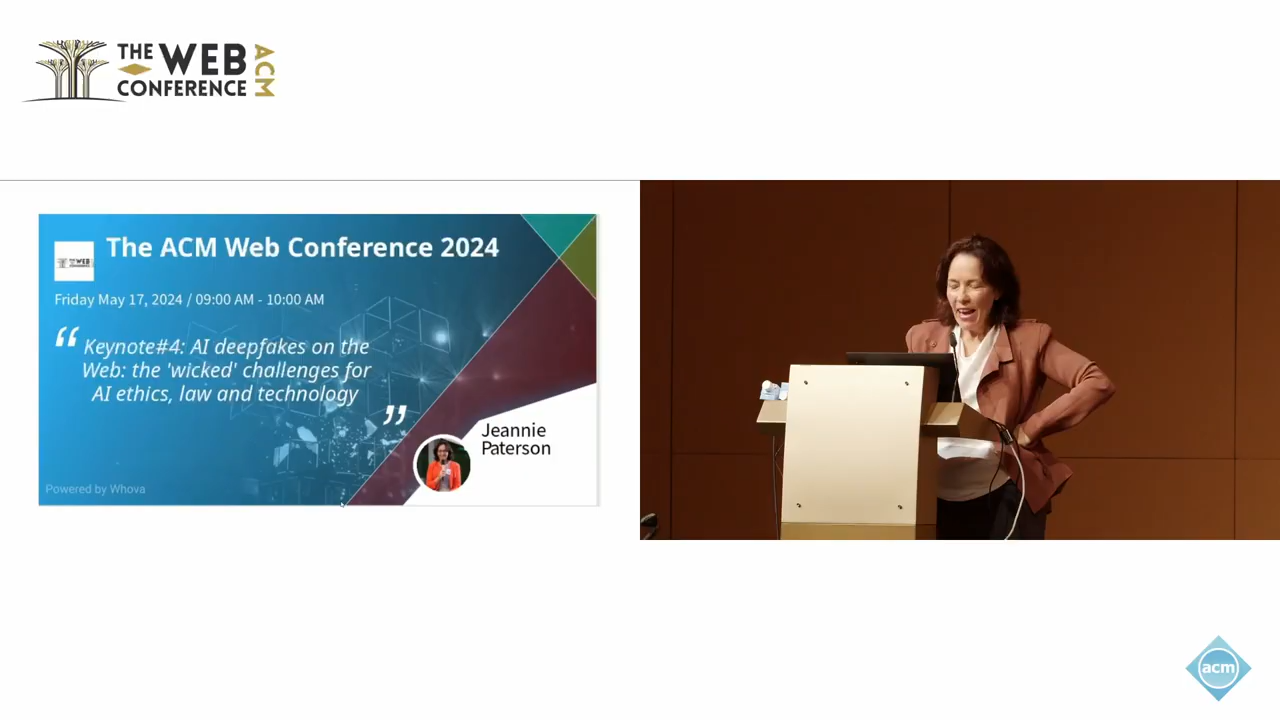 THE WEB
CONFERENCE
ACM
The ACM Web Conference 2024
Friday May 17, 2024 / 09:00 AM - 10:00 AM
“ Keynote#4: AI deepfakes on the
Web: the 'wicked' challenges for
AI ethics, law and technology ”
Jeannie
Paterson
Powered by Whova
acm